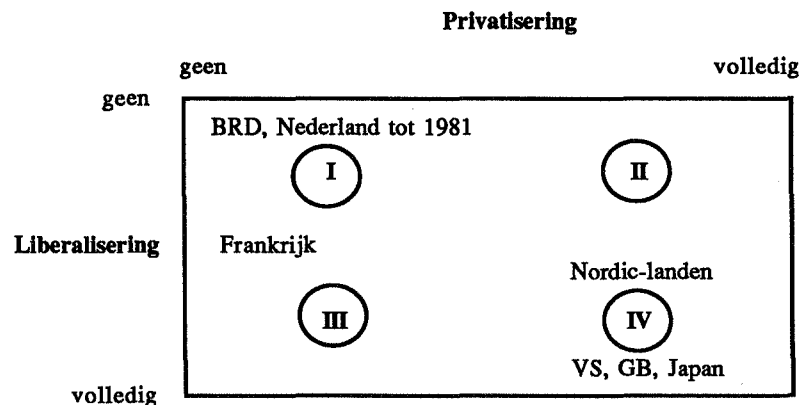 Privatisering
geen volledig
geen
BRD, Nederland tot 1981
I II
Liberalisering Frankrijk
Nordic-landen
III IV
VS, GB, Japan
volledig